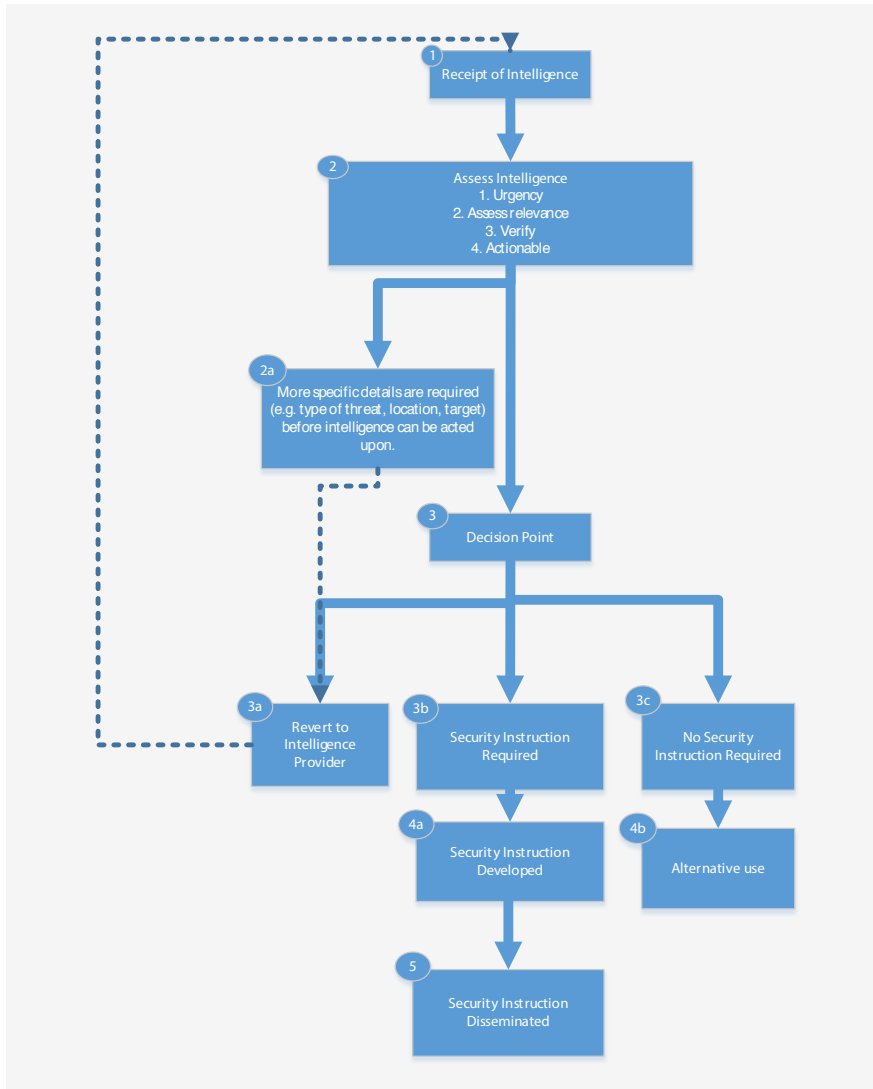 1
Receipt of Intelligence
2
Assess Intelligence
1. Urgency
2. Assess relevance
3. Verify
4. Actionable
2a
More specific details are required
(e.g. type of threat, location, target)
before intelligence can be acted
upon.
3
Decision Point
3a
Revert to
Intelligence
Provider
3b
Security Instruction
Required
3c
No Security
Instruction Required
4a
Security Instruction
Developed
4b
Alternative use
5
Security Instruction
Disseminated